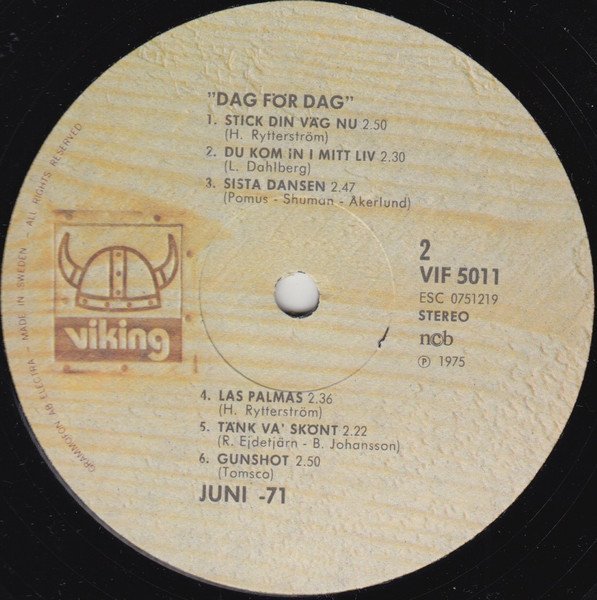 "DAG FÖR DAG"
1. STICK DIN VÄG NU 2.50
(H. Rytterström)
2. DU KOM IN I MITT LIV 2.30
(L. Dahlberg)
3. SISTA DANSEN 2.47
(Pomus - Shuman - Åkerlund)
2
VIF 5011
ESC 0751219
STEREO
ncb
Ⓟ 1975
viking
4. LAS PALMAS 2.36
(H. Rytterström)
5. TÄNK VA' SKÖNT 2.22
(R. Ejdetjärn - B. Johansson)
6. GUNSHOT 2.50
(Tomsco)
JUNI -71
GRAMMOFON AB ELECTRA - MADE IN SWEDEN - ALL RIGHTS RESERVED